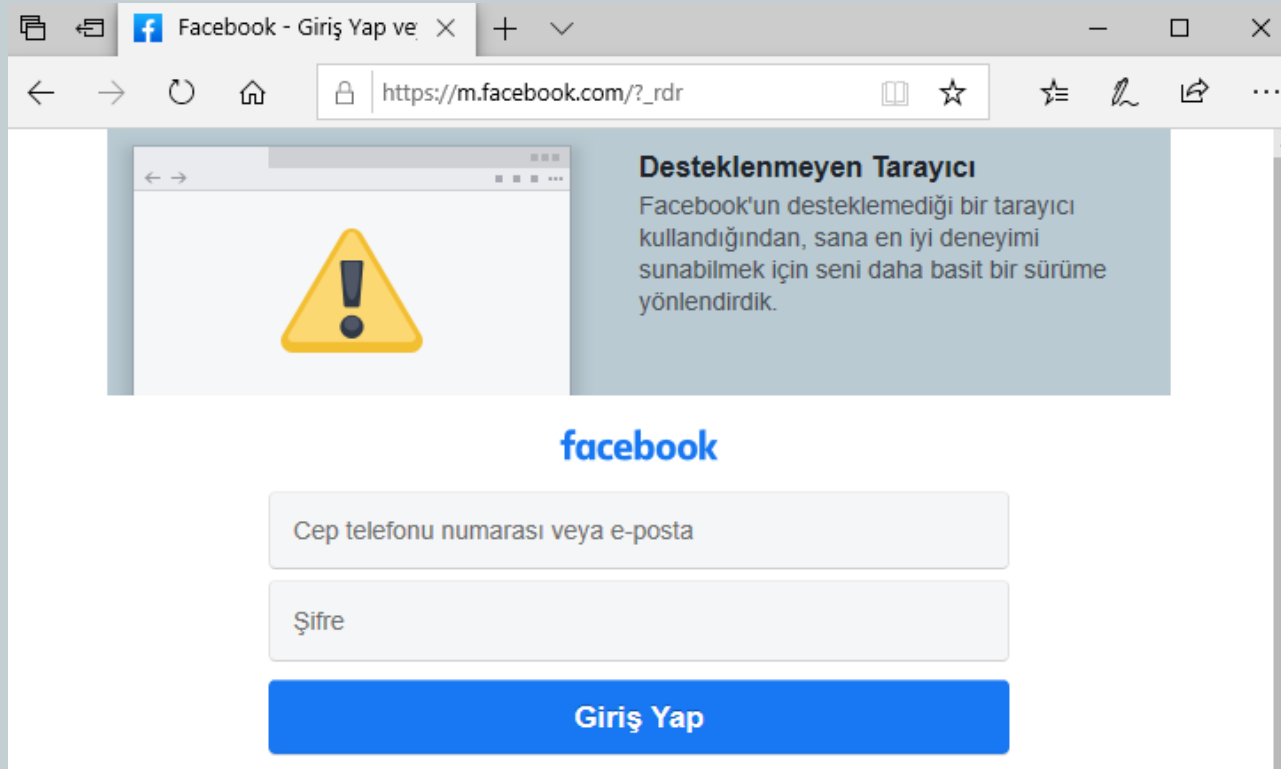 Facebook - Giriş Yap ve
https://m.facebook.com/?_rdr
Desteklenmeyen Tarayıcı
Facebook'un desteklemediği bir tarayıcı
kullandığından, sana en iyi deneyimi
sunabilmek için seni daha basit bir sürüme
yönlendirdik.
facebook
Cep telefonu numarası veya e-posta
Şifre
Giriş Yap